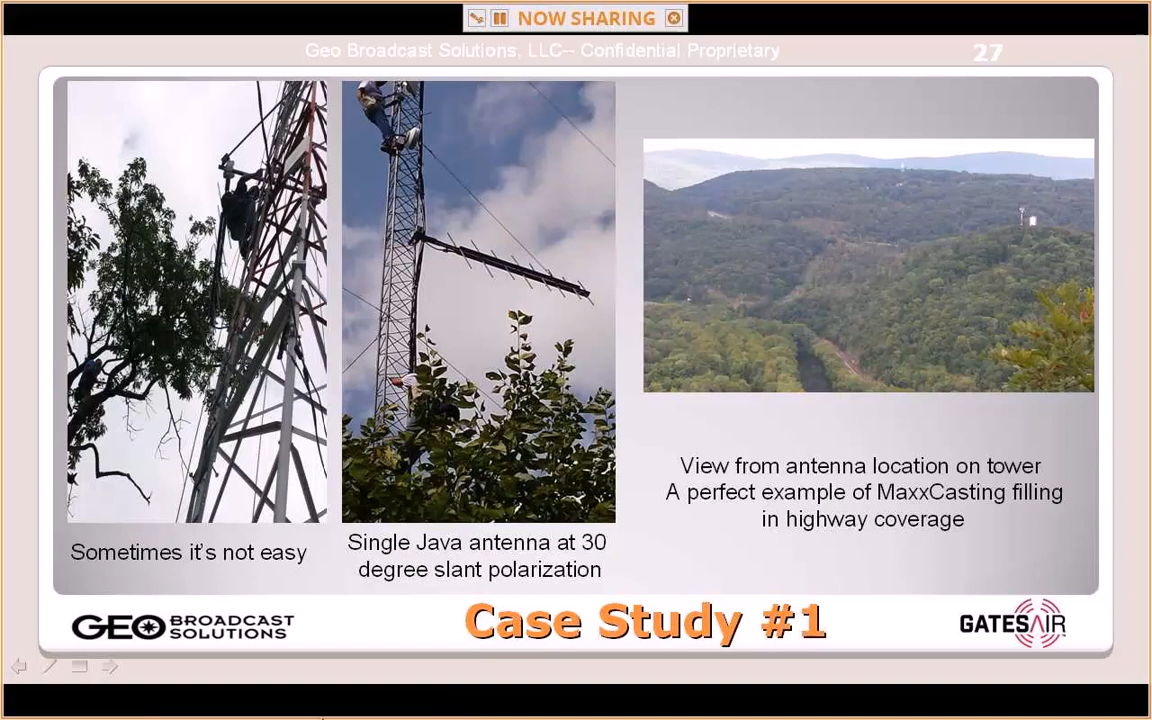 NOW SHARING
Geo Broadcast Solutions, LLC-- Confidential Proprietary
27
Sometimes it's not easy
Single Java antenna at 30
degree slant polarization
View from antenna location on tower
A perfect example of MaxxCasting filling
in highway coverage
GEO BROADCAST
SOLUTIONS
Case Study #1
GATESAIR